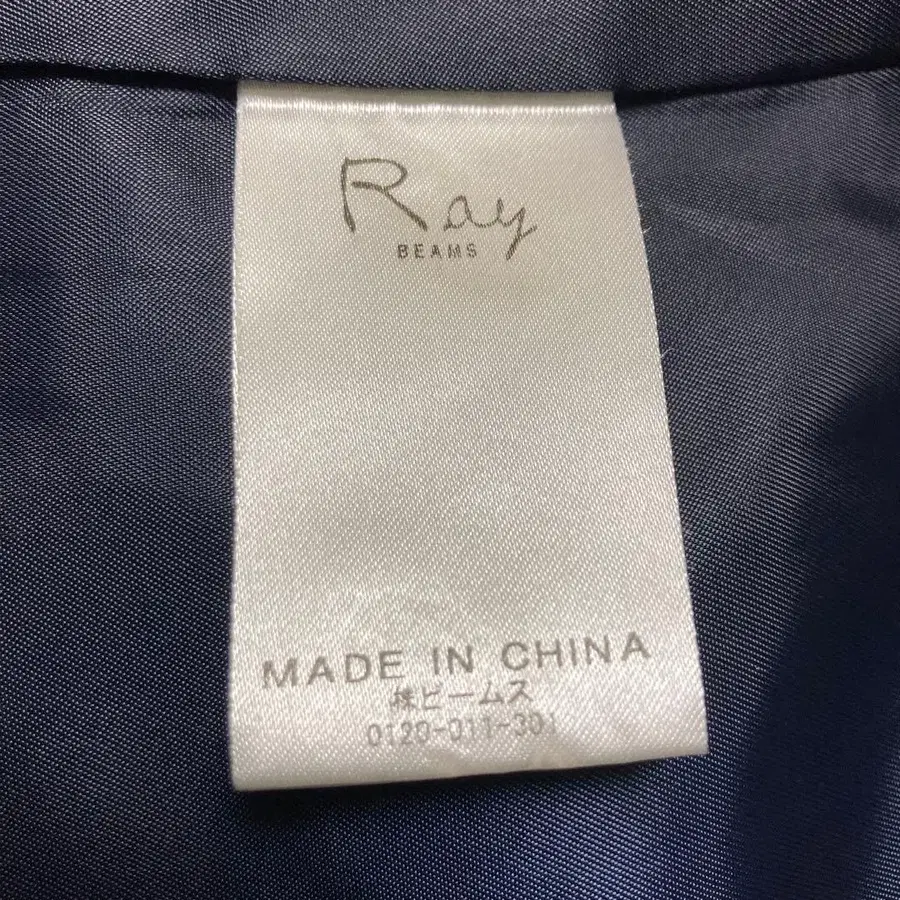 Ray
BEAMS
MADE IN CHINA
㈱ビームス
0120-011-301